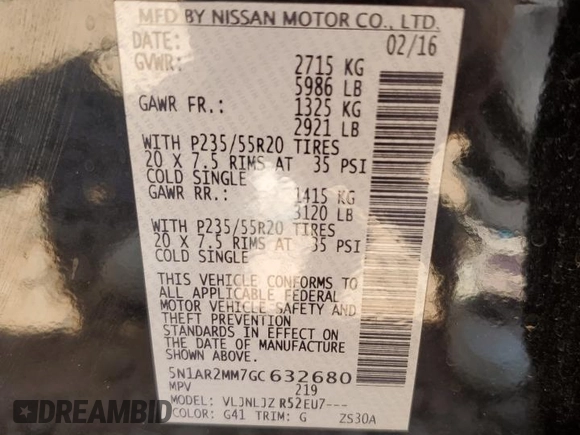 MFD BY NISSAN MOTOR CO., LTD.
DATE: 02/16
GVWR: 2715 KG
5986 LB
GAWR FR.: 1325 KG
2921 LB
WITH P235/55R20 TIRES
20 X 7.5 RIMS AT 35 PSI
COLD SINGLE
GAWR RR.: 1415 KG
3120 LB
WITH P235/55R20 TIRES
20 X 7.5 RIMS AT 35 PSI
COLD SINGLE
THIS VEHICLE CONFORMS TO
ALL APPLICABLE FEDERAL
MOTOR VEHICLE SAFETY AND
THEFT PREVENTION
STANDARDS IN EFFECT ON
THE DATE OF MANUFACTURE
SHOWN ABOVE.
5N1AR2MM7GC632680
MPV 219
MODEL: VLJNLJZ R52EU7---
COLOR: G41 TRIM: G ZS30A
DRIVE AND BID